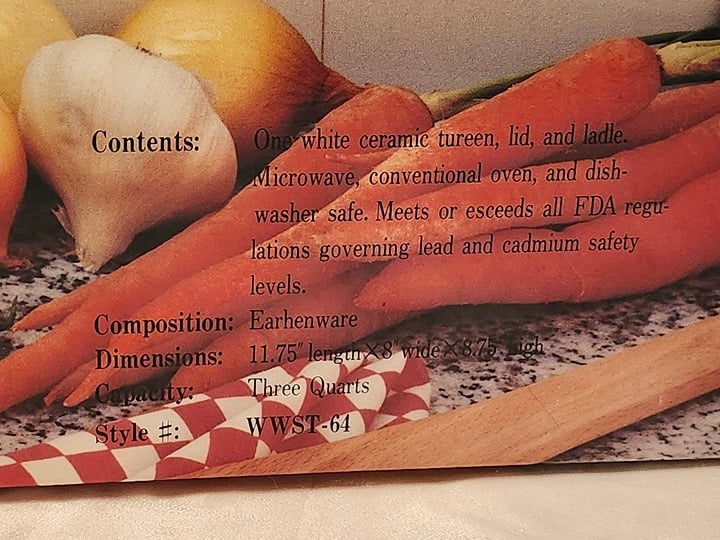 Contents: One white ceramic tureen, lid, and ladle.
Microwave, conventional oven, and dish-
washer safe. Meets or esceeds all FDA regu-
lations governing lead and cadmium safety
levels.
Composition: Earhenware
Dimensions: 11.75" length×8"wide×8.75" high
Capacity: Three Quarts
Style #: WWST-64